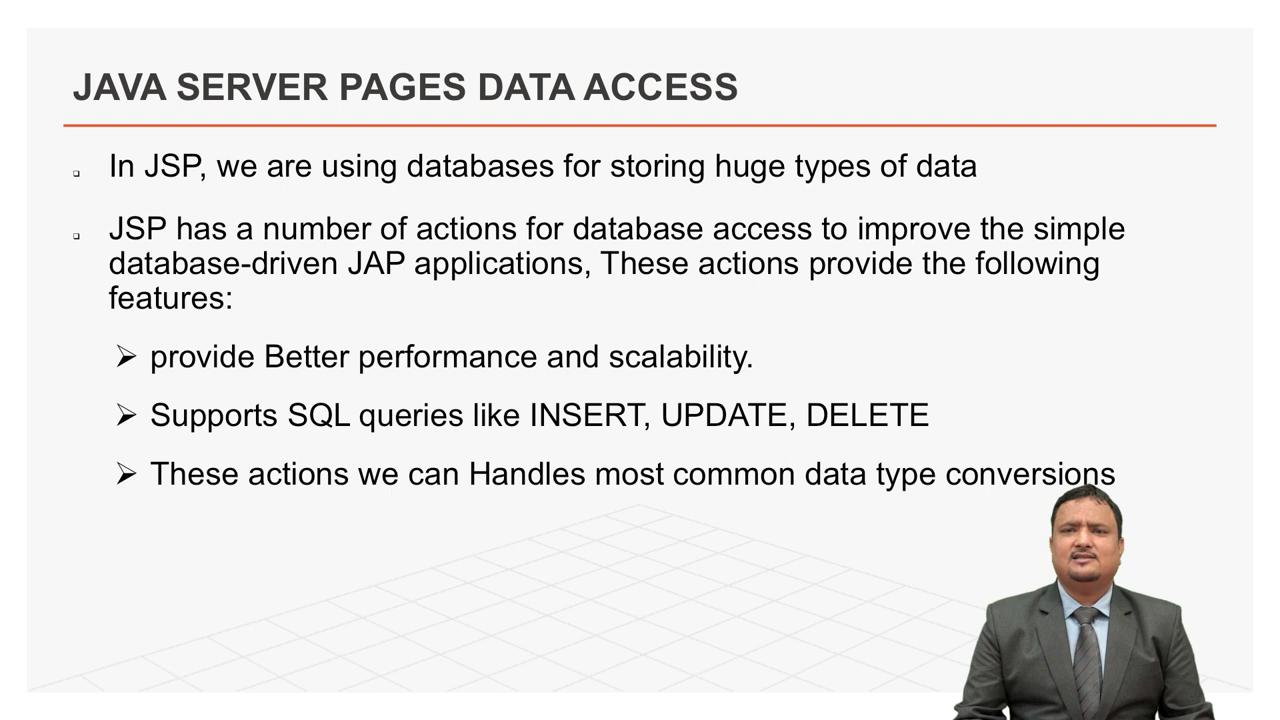 JAVA SERVER PAGES DATA ACCESS
In JSP, we are using databases for storing huge types of data
JSP has a number of actions for database access to improve the simple
database-driven JAP applications, These actions provide the following
features:
provide Better performance and scalability.
Supports SQL queries like INSERT, UPDATE, DELETE
These actions we can Handles most common data type conversions